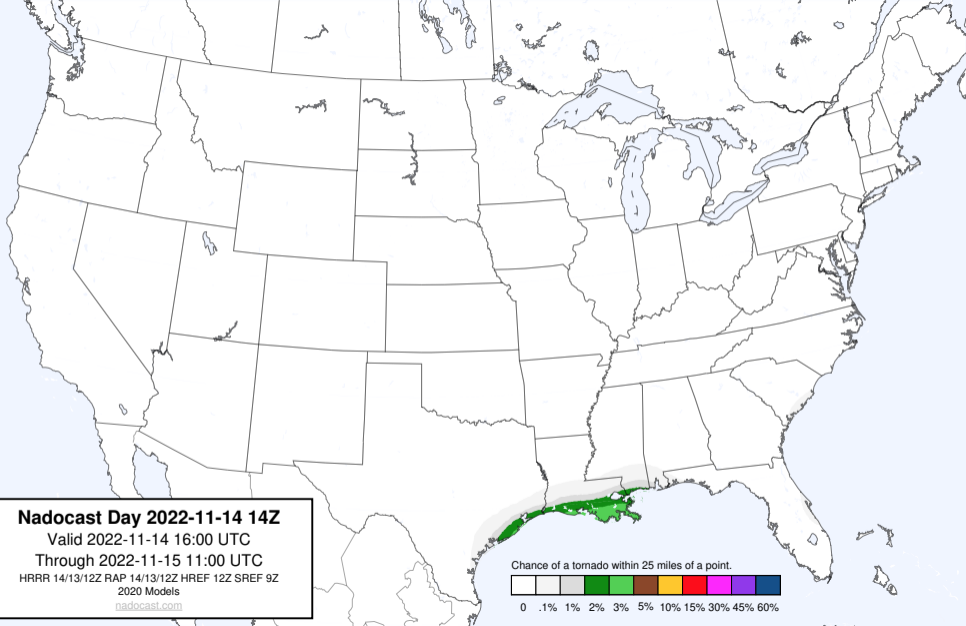 Nadocast Day 2022-11-14 14Z
Valid 2022-11-14 16:00 UTC
Through 2022-11-15 11:00 UTC
HRRR 14/13/12Z RAP 14/13/12Z HREF 12Z SREF 9Z
2020 Models
nadocast.com
Chance of a tornado within 25 miles of a point.
0 .1% 1% 2% 3% 5% 10% 15% 30% 45% 60%